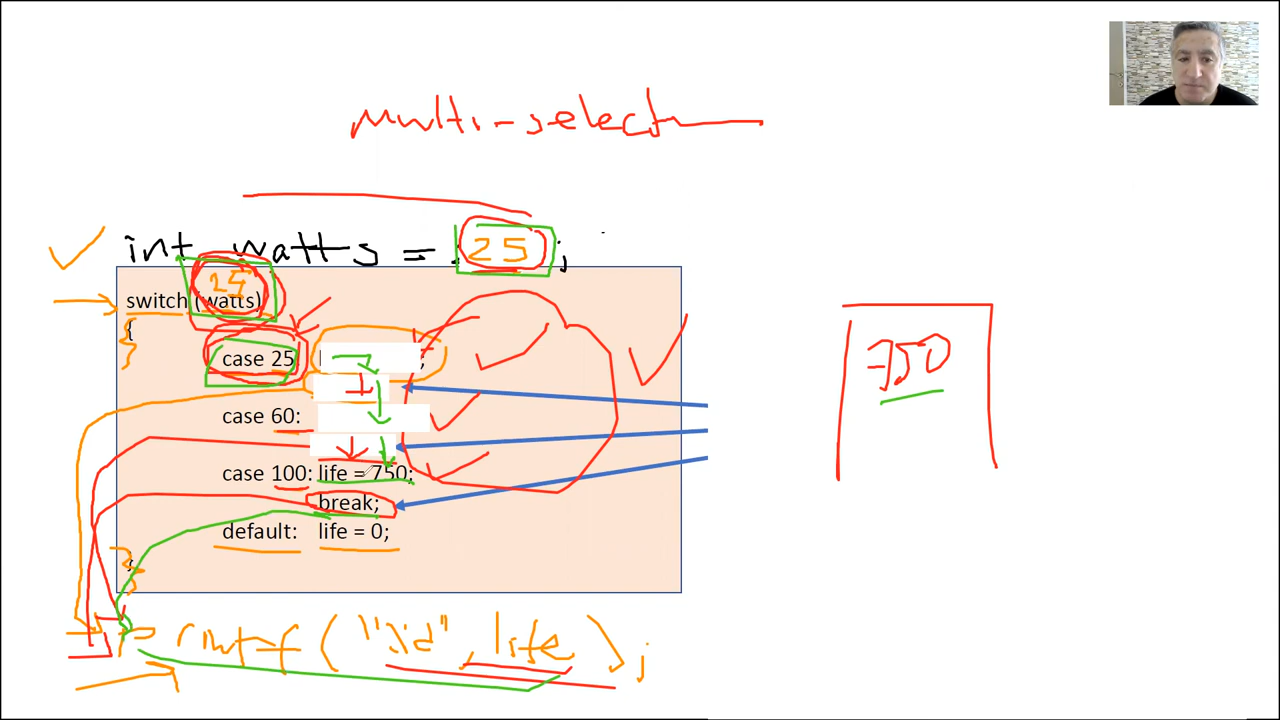 multi-select
int watts = 25;
25
switch (watts)
{
case 25: ;
case 60:
case 100: life = 750;
break;
default: life = 0;
}
printf("%d", life);
750